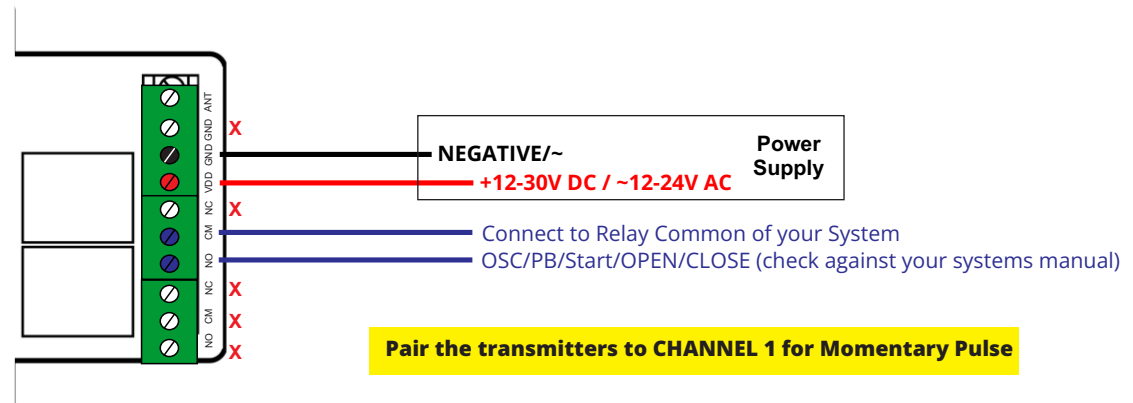 ANT
GND X
GND
VDD
NC X
CM
NO
NC X
CM X
NO X
NEGATIVE/~
+12-30V DC / ~12-24V AC
Power
Supply
Connect to Relay Common of your System
OSC/PB/Start/OPEN/CLOSE (check against your systems manual)
Pair the transmitters to CHANNEL 1 for Momentary Pulse